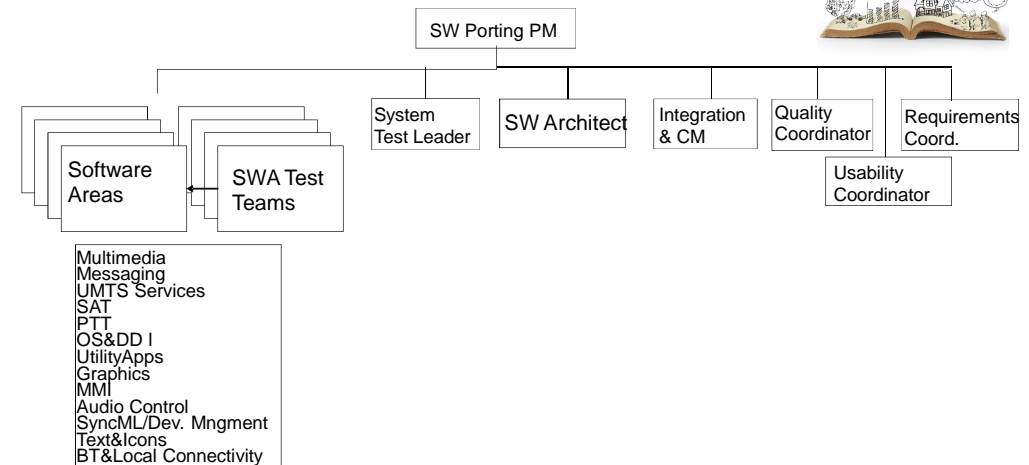 SW Porting PM
System
Test Leader
SW Architect
Integration
& CM
Quality
Coordinator
Requirements
Coord.
Usability
Coordinator
Software
Areas
SWA Test
Teams
Multimedia
Messaging
UMTS Services
SAT
PTT
OS&DD I
UtilityApps
Graphics
MMI
Audio Control
SyncML/Dev. Mngment
Text&Icons
BT&Local Connectivity